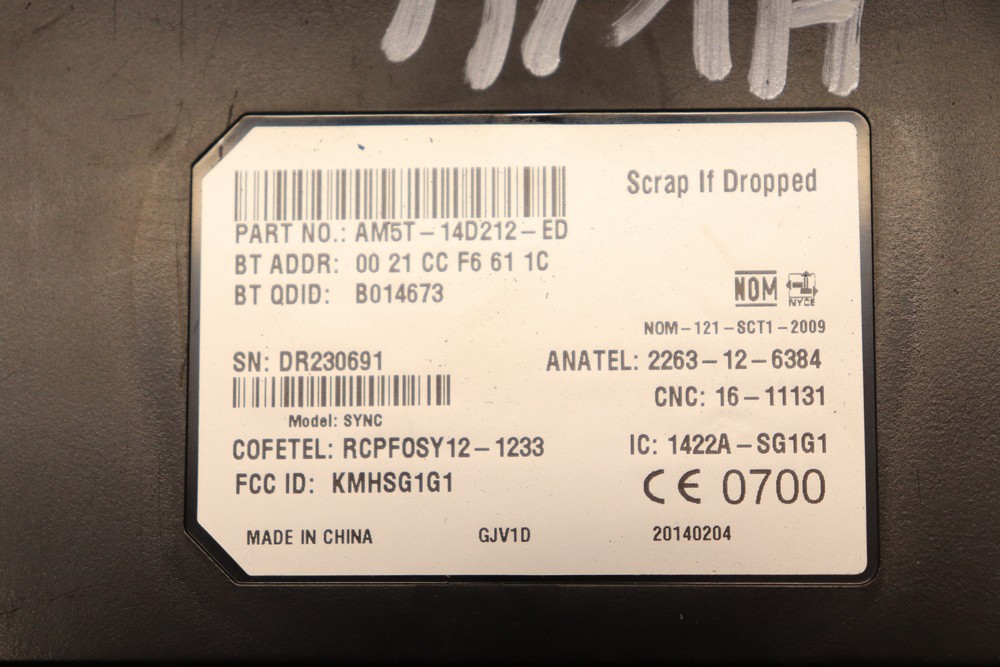 Scrap If Dropped
PART NO.: AM5T-14D212-ED
BT ADDR: 00 21 CC F6 61 1C
BT QDID: B014673
NOM
NYCE
NOM-121-SCT1-2009
SN: DR230691
ANATEL: 2263-12-6384
CNC: 16-11131
Model: SYNC
COFETEL: RCPFOSY12-1233
IC: 1422A-SG1G1
FCC ID: KMHSG1G1
CE 0700
MADE IN CHINA
GJV1D
20140204